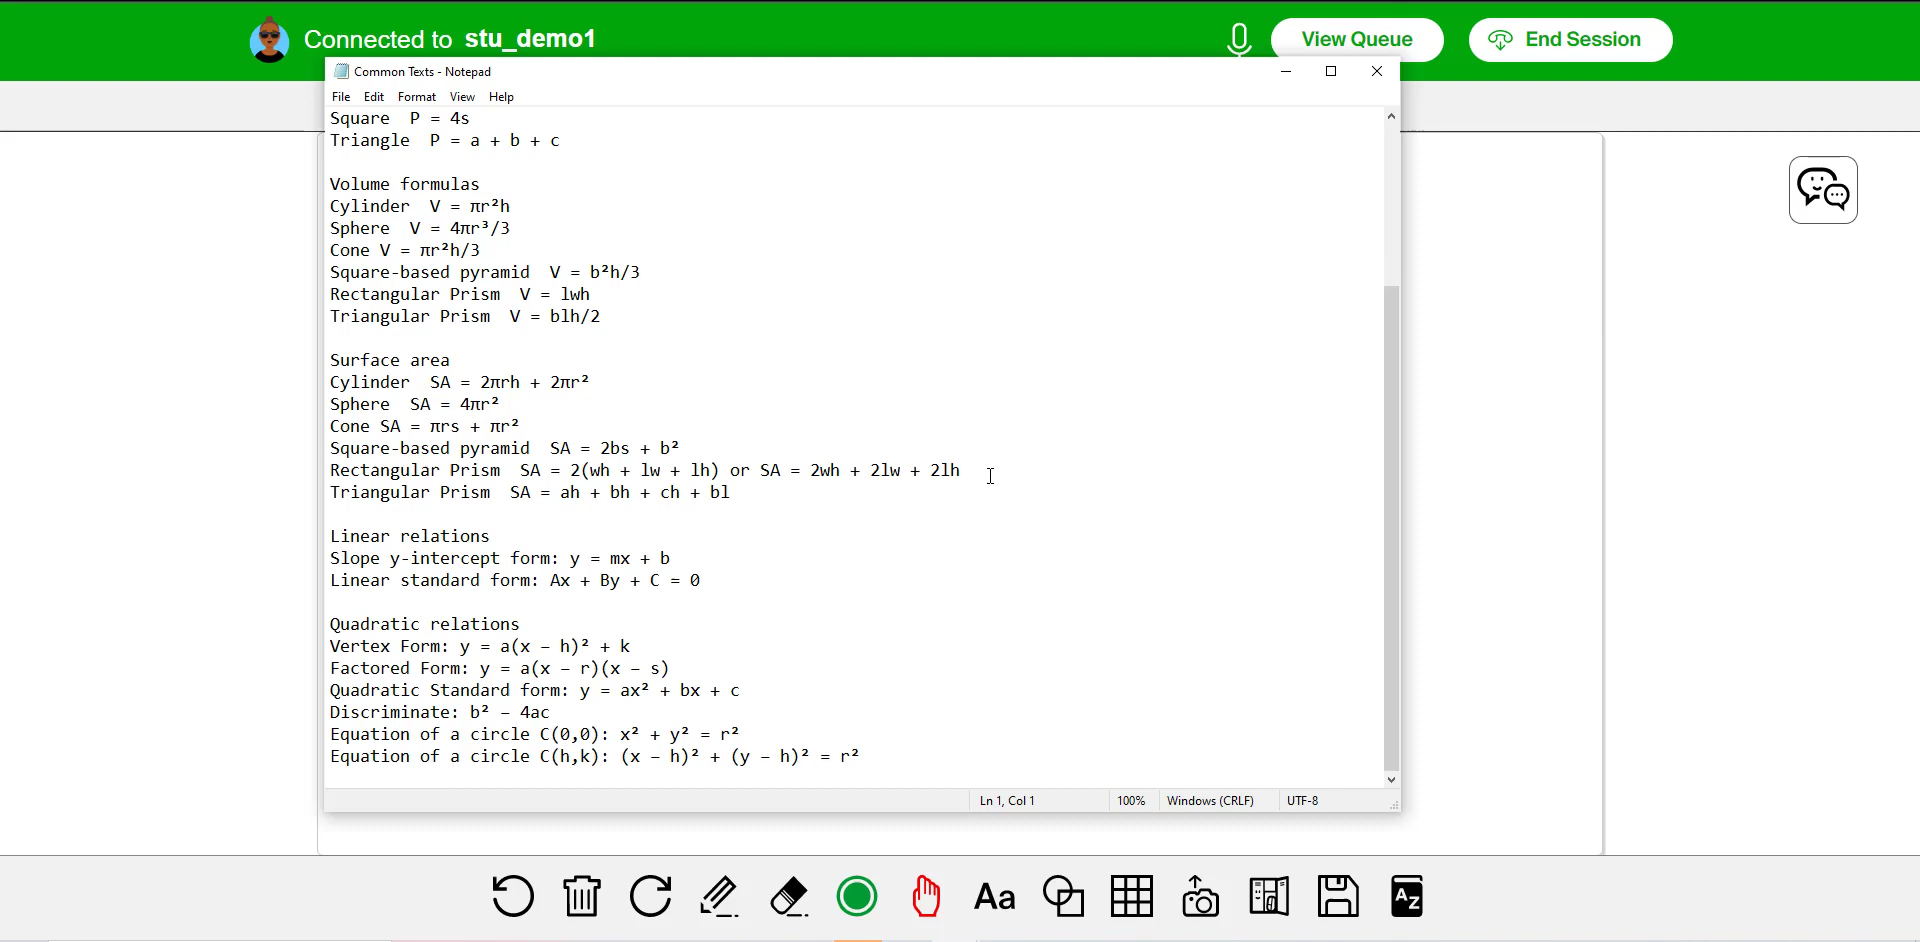 Connected to stu_demo1
View Queue
End Session
Common Texts - Notepad
File Edit Format View Help
Square  P = 4s
Triangle  P = a + b + c
Volume formulas
Cylinder  V = πr²h
Sphere  V = 4πr³/3
Cone V = πr²h/3
Square-based pyramid  V = b²h/3
Rectangular Prism  V = lwh
Triangular Prism  V = blh/2
Surface area
Cylinder  SA = 2πrh + 2πr²
Sphere  SA = 4πr²
Cone SA = πrs + πr²
Square-based pyramid  SA = 2bs + b²
Rectangular Prism  SA = 2(wh + lw + lh) or SA = 2wh + 2lw + 2lh
Triangular Prism  SA = ah + bh + ch + bl
Linear relations
Slope y-intercept form: y = mx + b
Linear standard form: Ax + By + C = 0
Quadratic relations
Vertex Form: y = a(x – h)² + k
Factored Form: y = a(x – r)(x – s)
Quadratic Standard form: y = ax² + bx + c
Discriminate: b² – 4ac
Equation of a circle C(0,0): x² + y² = r²
Equation of a circle C(h,k): (x – h)² + (y – h)² = r²
Ln 1, Col 1 100% Windows (CRLF) UTF-8
Aa
AZ